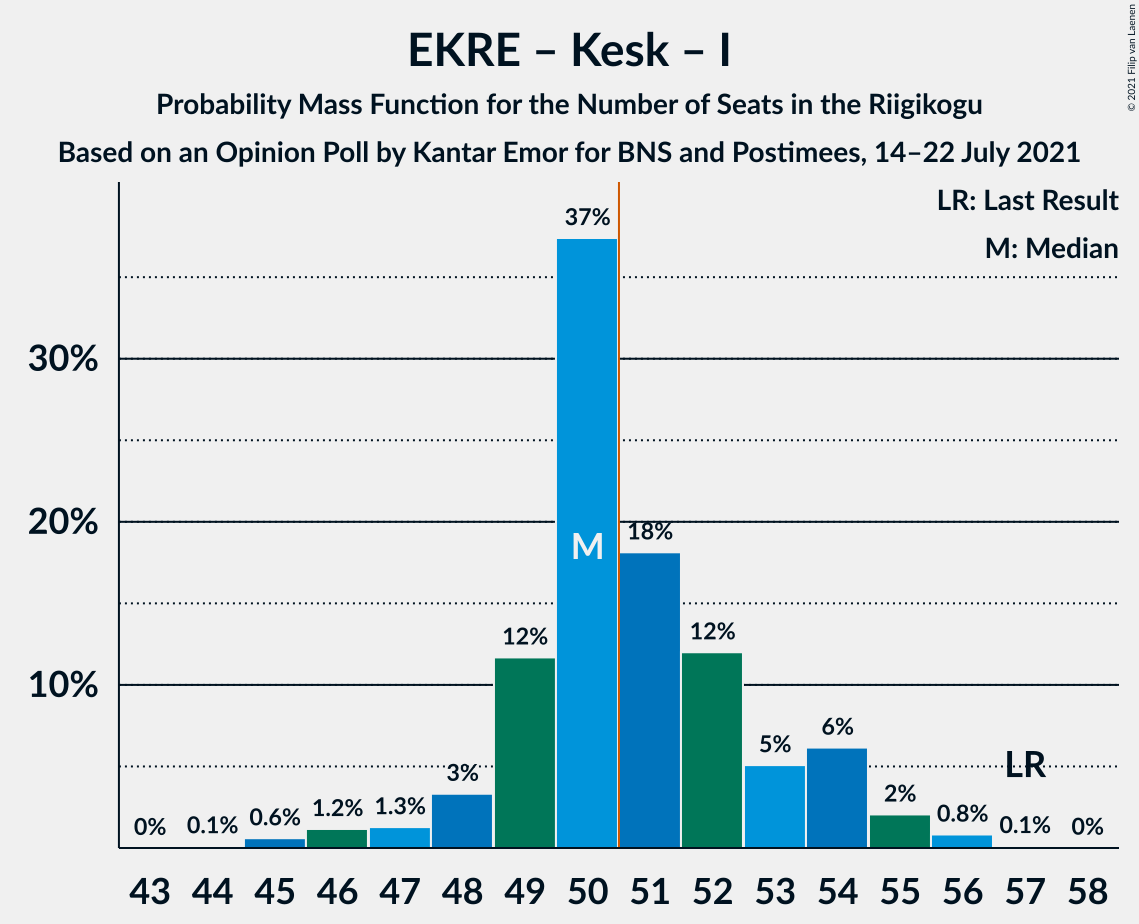 EKRE – Kesk – I
Probability Mass Function for the Number of Seats in the Riigikogu
Based on an Opinion Poll by Kantar Emor for BNS and Postimees, 14–22 July 2021
© 2021 Filip van Laenen
LR: Last Result
M: Median
30%
20%
10%
0%
0.1%
0.6%
1.2%
1.3%
3%
12%
37%
M
18%
12%
5%
6%
2%
0.8%
LR
0.1%
0%
43 44 45 46 47 48 49 50 51 52 53 54 55 56 57 58